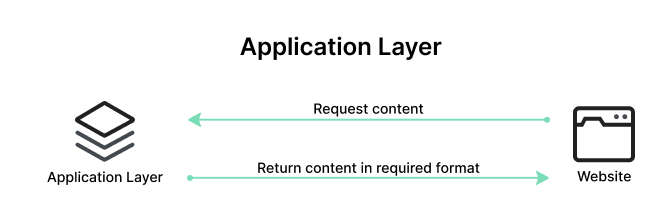 Application Layer
Request content
Return content in required format
Application Layer
Website